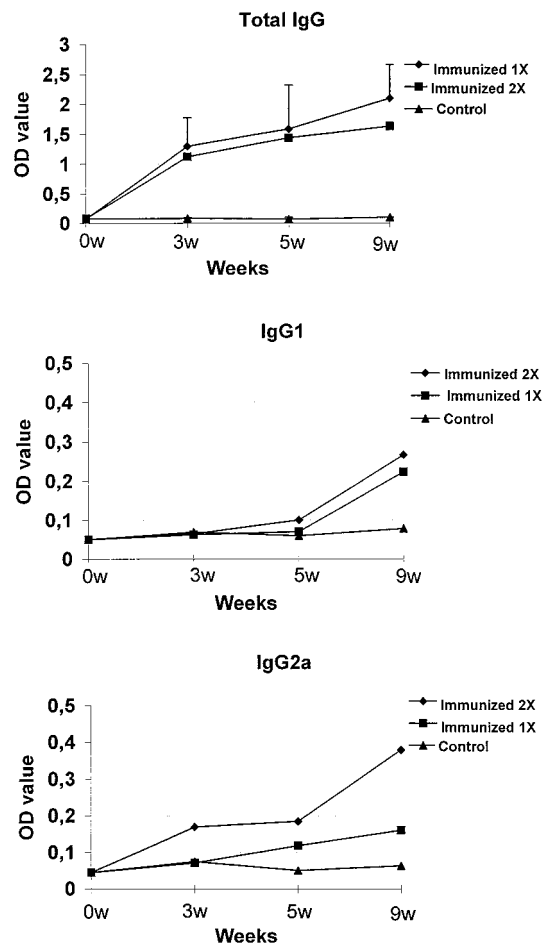 Total IgG
3
2,5
2
1,5
1
0,5
0
OD value
Immunized 1X
Immunized 2X
Control
0w 3w 5w 9w
Weeks
IgG1
0,5
0,4
0,3
0,2
0,1
0
OD value
Immunized 2X
Immunized 1X
Control
0w 3w 5w 9w
Weeks
IgG2a
0,5
0,4
0,3
0,2
0,1
0
OD value
Immunized 2X
Immunized 1X
Control
0w 3w 5w 9w
Weeks